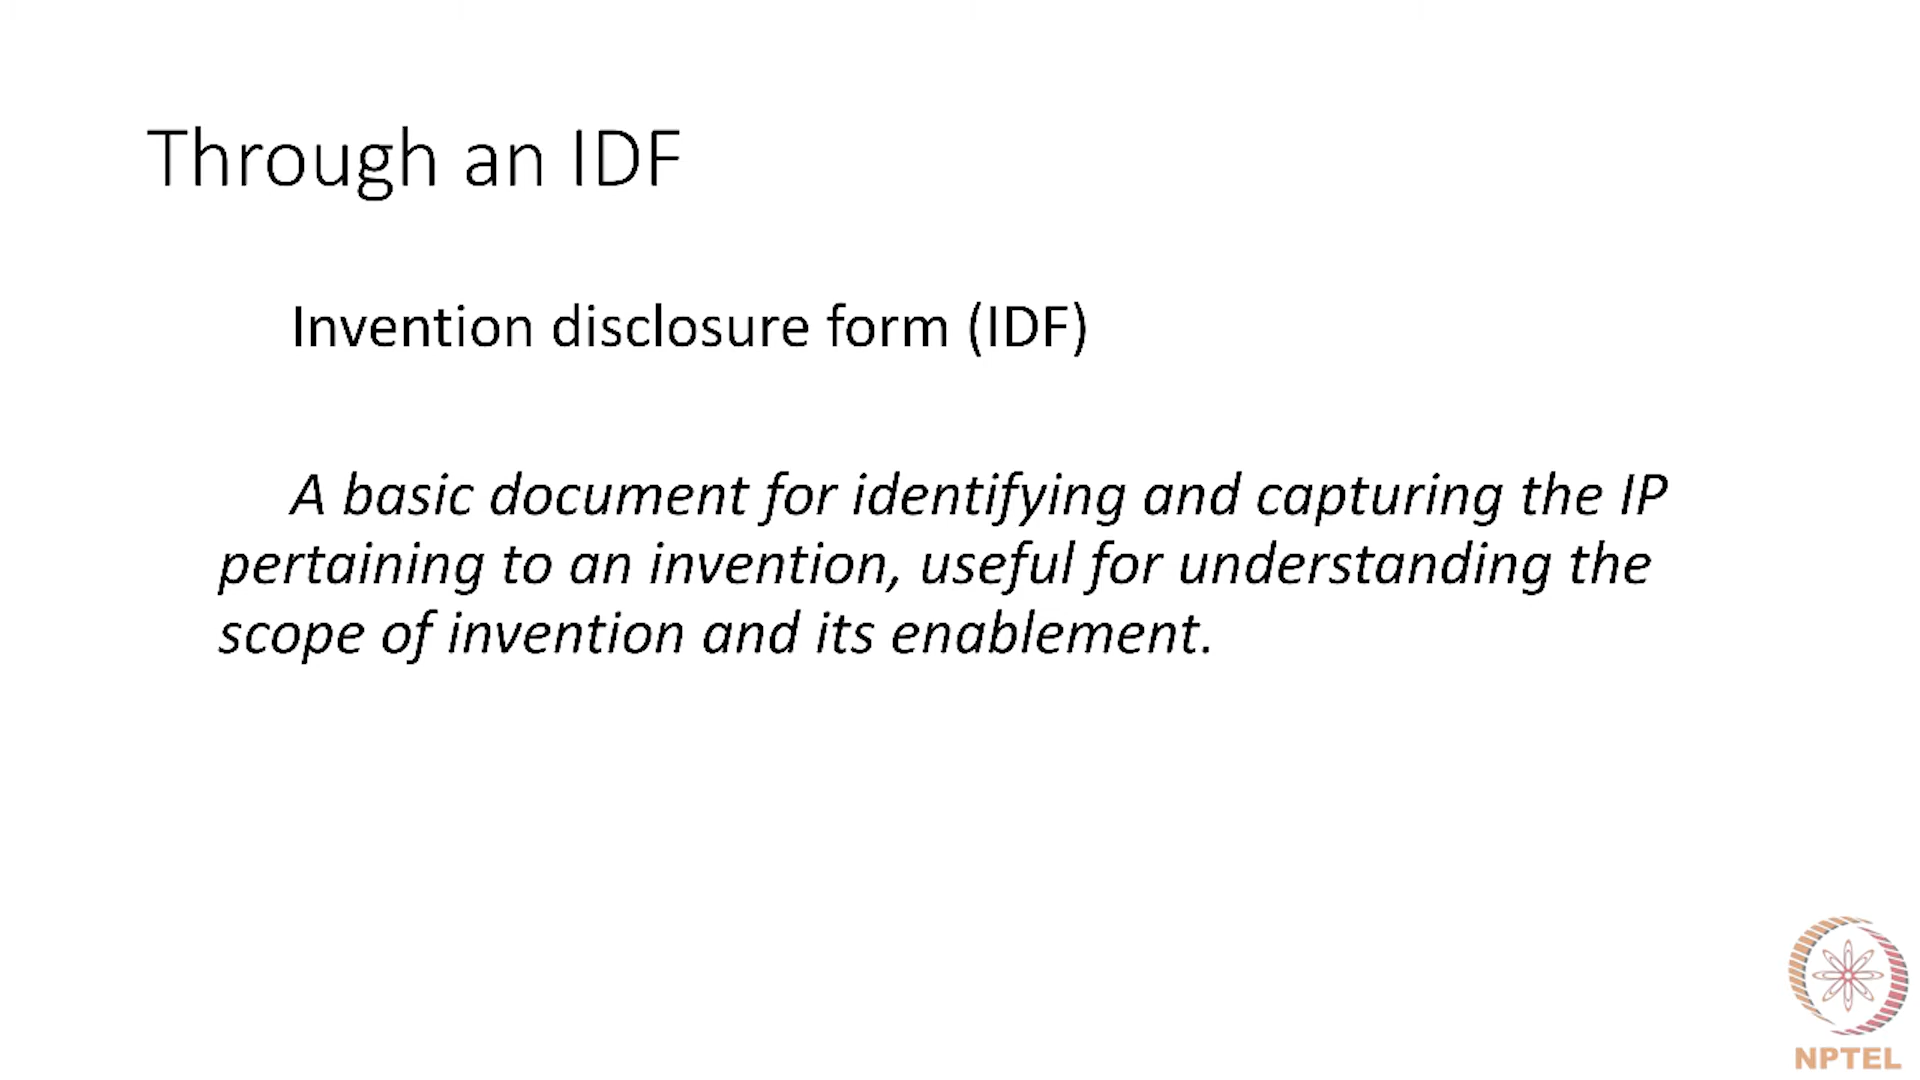 Through an IDF
Invention disclosure form (IDF)
A basic document for identifying and capturing the IP
pertaining to an invention, useful for understanding the
scope of invention and its enablement.
NPTEL